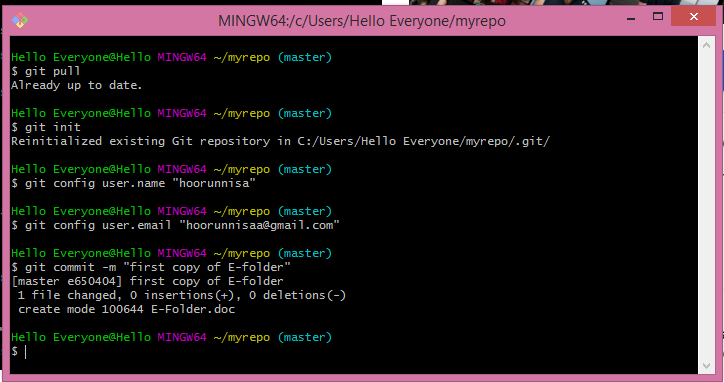 MINGW64:/c/Users/Hello Everyone/myrepo
Hello Everyone@Hello MINGW64 ~/myrepo (master)
$ git pull
Already up to date.
Hello Everyone@Hello MINGW64 ~/myrepo (master)
$ git init
Reinitialized existing Git repository in C:/Users/Hello Everyone/myrepo/.git/
Hello Everyone@Hello MINGW64 ~/myrepo (master)
$ git config user.name "hoorunnisa"
Hello Everyone@Hello MINGW64 ~/myrepo (master)
$ git config user.email "hoorunnisaa@gmail.com"
Hello Everyone@Hello MINGW64 ~/myrepo (master)
$ git commit -m "first copy of E-folder"
[master e650404] first copy of E-folder
 1 file changed, 0 insertions(+), 0 deletions(-)
 create mode 100644 E-Folder.doc
Hello Everyone@Hello MINGW64 ~/myrepo (master)
$